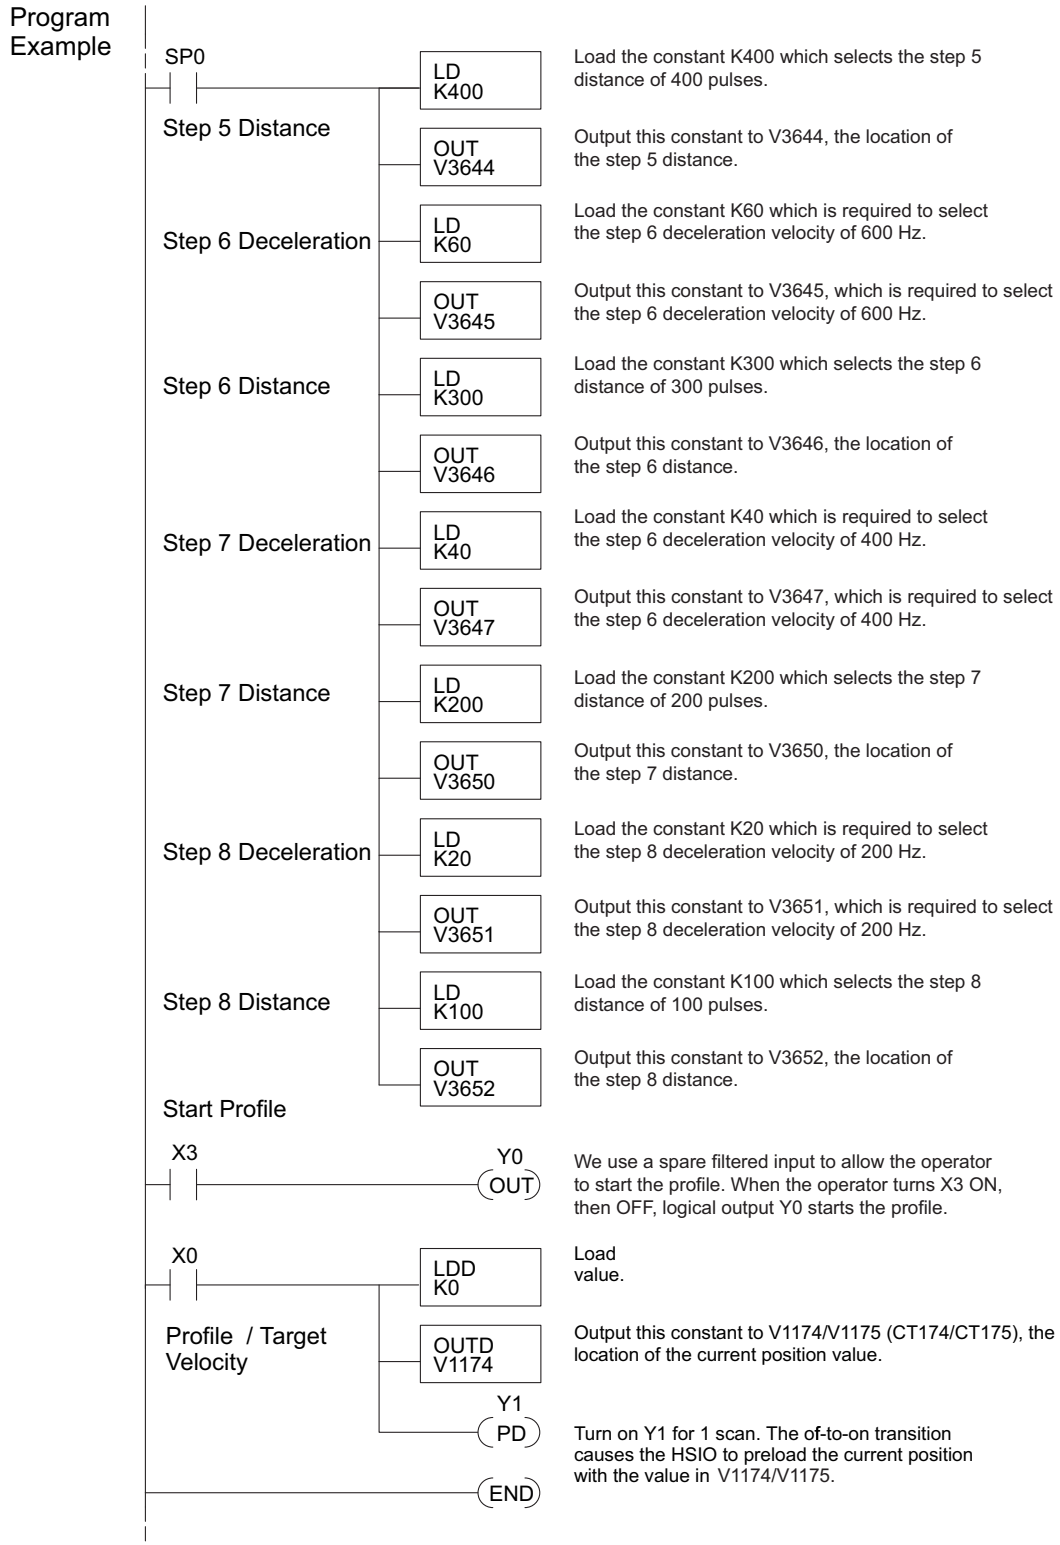 Program
Example
SP0
LD
K400
Load the constant K400 which selects the step 5
distance of 400 pulses.
Step 5 Distance
OUT
V3644
Output this constant to V3644, the location of
the step 5 distance.
Step 6 Deceleration
LD
K60
Load the constant K60 which is required to select
the step 6 deceleration velocity of 600 Hz.
OUT
V3645
Output this constant to V3645, which is required to select
the step 6 deceleration velocity of 600 Hz.
Step 6 Distance
LD
K300
Load the constant K300 which selects the step 6
distance of 300 pulses.
OUT
V3646
Output this constant to V3646, the location of
the step 6 distance.
Step 7 Deceleration
LD
K40
Load the constant K40 which is required to select
the step 6 deceleration velocity of 400 Hz.
OUT
V3647
Output this constant to V3647, which is required to select
the step 6 deceleration velocity of 400 Hz.
Step 7 Distance
LD
K200
Load the constant K200 which selects the step 7
distance of 200 pulses.
OUT
V3650
Output this constant to V3650, the location of
the step 7 distance.
Step 8 Deceleration
LD
K20
Load the constant K20 which is required to select
the step 8 deceleration velocity of 200 Hz.
OUT
V3651
Output this constant to V3651, which is required to select
the step 8 deceleration velocity of 200 Hz.
Step 8 Distance
LD
K100
Load the constant K100 which selects the step 8
distance of 100 pulses.
OUT
V3652
Output this constant to V3652, the location of
the step 8 distance.
Start Profile
X3
Y0
OUT
We use a spare filtered input to allow the operator
to start the profile. When the operator turns X3 ON,
then OFF, logical output Y0 starts the profile.
X0
LDD
K0
Load
value.
Profile / Target
Velocity
OUTD
V1174
Output this constant to V1174/V1175 (CT174/CT175), the
location of the current position value.
Y1
PD
Turn on Y1 for 1 scan. The of-to-on transition
causes the HSIO to preload the current position
with the value in V1174/V1175.
END